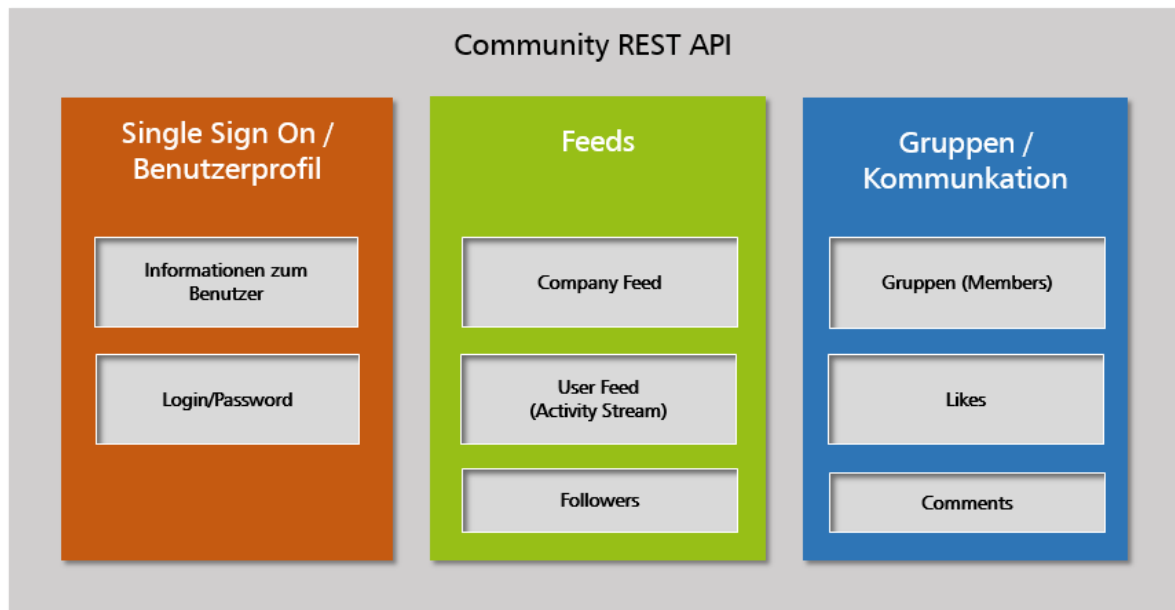 Community REST API
Single Sign On /
Benutzerprofil
Informationen zum
Benutzer
Login/Password
Feeds
Company Feed
User Feed
(Activity Stream)
Followers
Gruppen /
Kommunkation
Gruppen (Members)
Likes
Comments